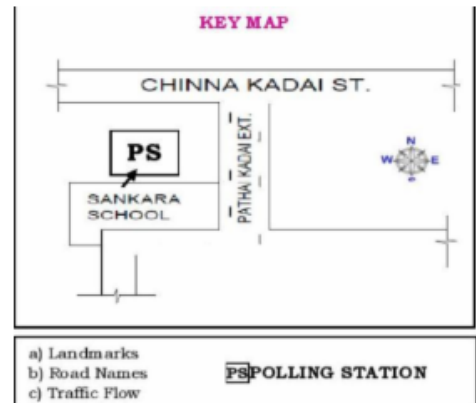 KEY MAP
CHINNA KADAI ST.
PATHA KADAI EXT.
PS
SANKARA
SCHOOL
N
W E
S
a) Landmarks
b) Road Names
c) Traffic Flow
PS POLLING STATION